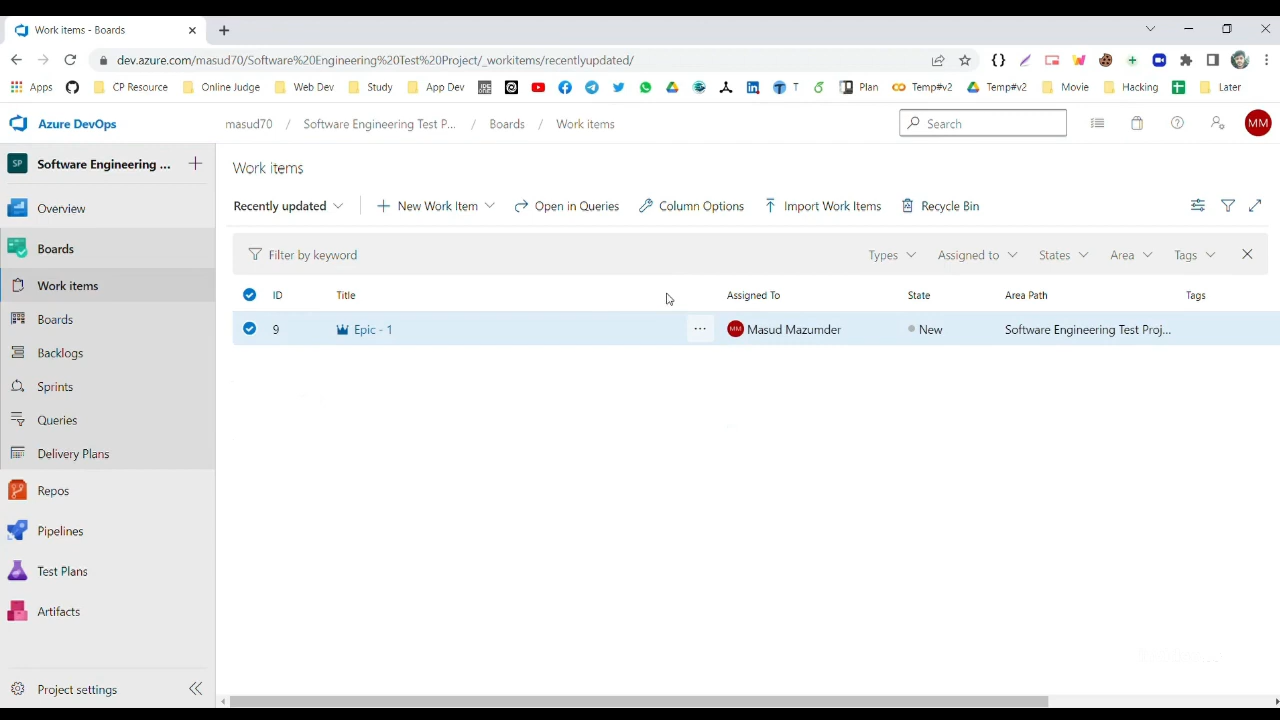 Work items - Boards
dev.azure.com/masud70/Software%20Engineering%20Test%20Project/_workitems/recentlyupdated/
Apps CP Resource Online Judge Web Dev Study App Dev T Plan Temp#v2 Temp#v2 Movie Hacking Later
Azure DevOps masud70 / Software Engineering Test P... / Boards / Work items Search MM
SP Software Engineering ...
Work items
Overview
Recently updated New Work Item Open in Queries Column Options Import Work Items Recycle Bin
Boards
Filter by keyword Types Assigned to States Area Tags
Work items
ID Title Assigned To State Area Path Tags
Boards
9 Epic - 1 ... MM Masud Mazumder New Software Engineering Test Proj...
Backlogs
Sprints
Queries
Delivery Plans
Repos
Pipelines
Test Plans
Artifacts
Project settings